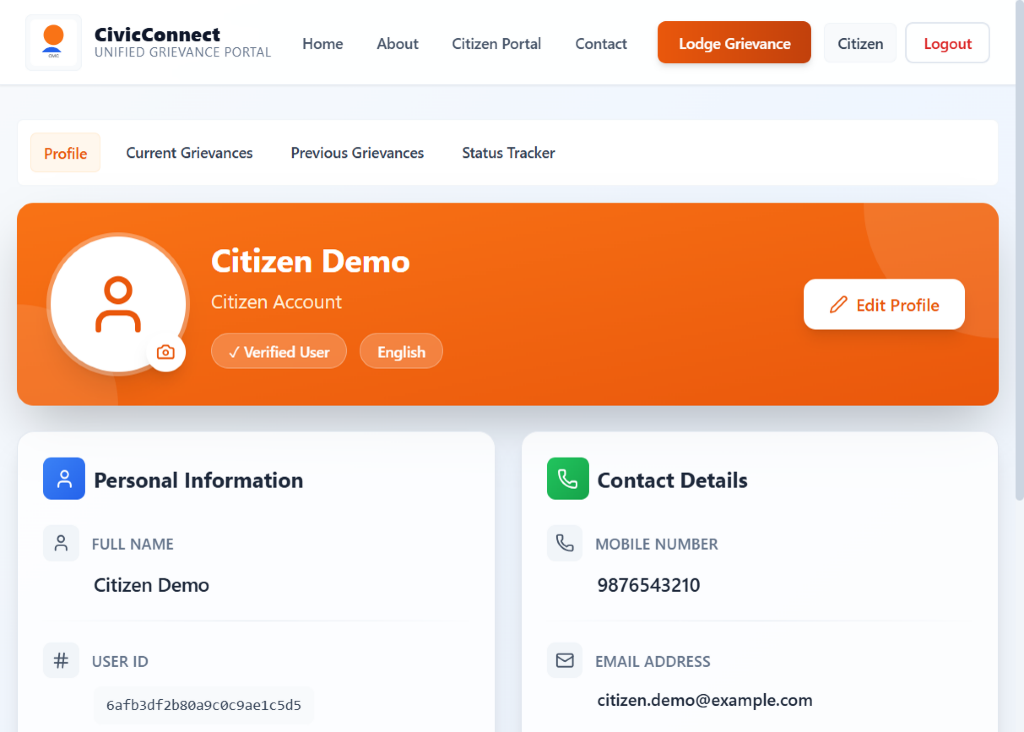 CivicConnect
UNIFIED GRIEVANCE PORTAL
Home
About
Citizen Portal
Contact
Lodge Grievance
Citizen
Logout
Profile
Current Grievances
Previous Grievances
Status Tracker
Citizen Demo
Citizen Account
✓ Verified User
English
Edit Profile
Personal Information
FULL NAME
Citizen Demo
USER ID
6afb3df2b80a9c0c9ae1c5d5
Contact Details
MOBILE NUMBER
9876543210
EMAIL ADDRESS
citizen.demo@example.com